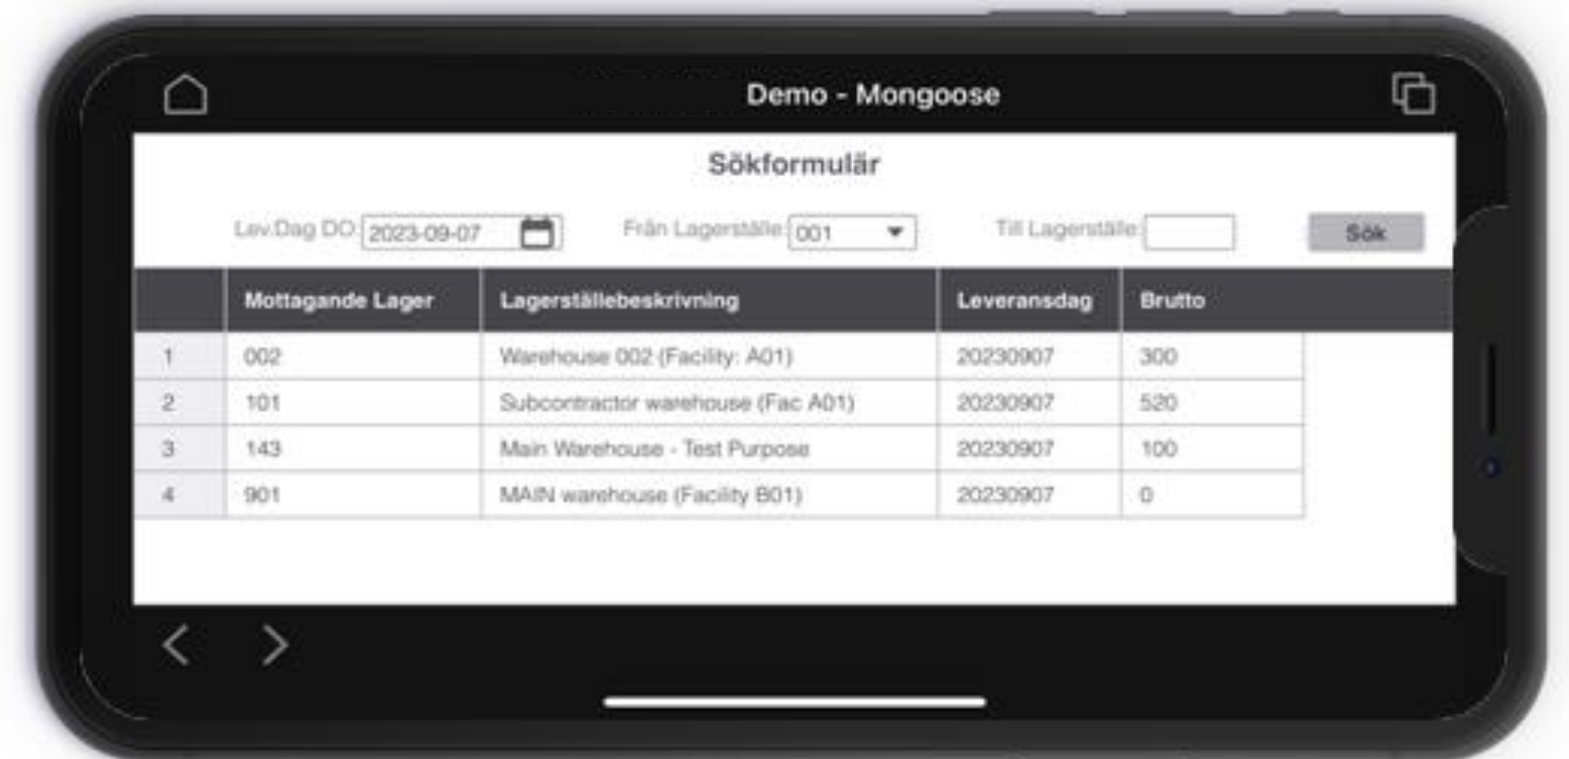 Demo - Mongoose
Sökformulär
Lev.Dag DO: 2023-09-07 Från Lagerställe: 001 Till Lagerställe: Sök
Mottagande Lager Lagerställebeskrivning Leveransdag Brutto
1 002 Warehouse 002 (Facility: A01) 20230907 300
2 101 Subcontractor warehouse (Fac A01) 20230907 520
3 143 Main Warehouse - Test Purpose 20230907 100
4 901 MAIN warehouse (Facility B01) 20230907 0